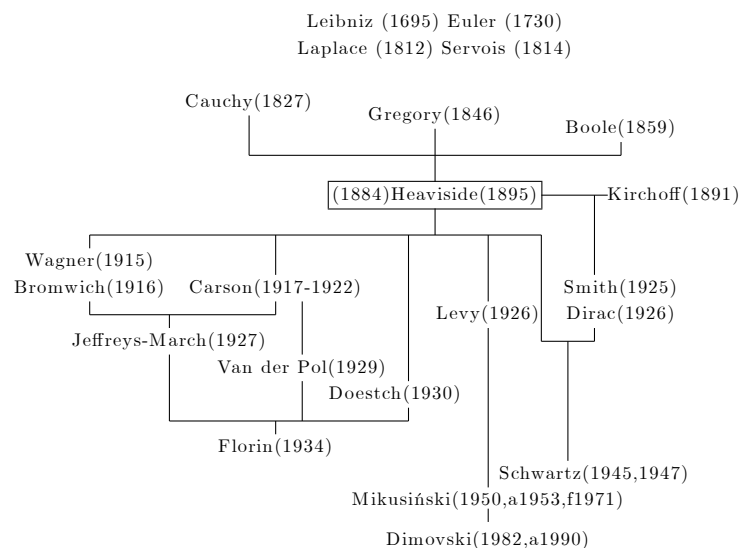 Leibniz (1695) Euler (1730)
Laplace (1812) Servois (1814)
Cauchy(1827)
Gregory(1846)
Boole(1859)
(1884)Heaviside(1895)
Kirchoff(1891)
Wagner(1915)
Bromwich(1916)
Carson(1917-1922)
Smith(1925)
Levy(1926)
Dirac(1926)
Jeffreys-March(1927)
Van der Pol(1929)
Doestch(1930)
Florin(1934)
Schwartz(1945,1947)
Mikusiński(1950,a1953,f1971)
Dimovski(1982,a1990)